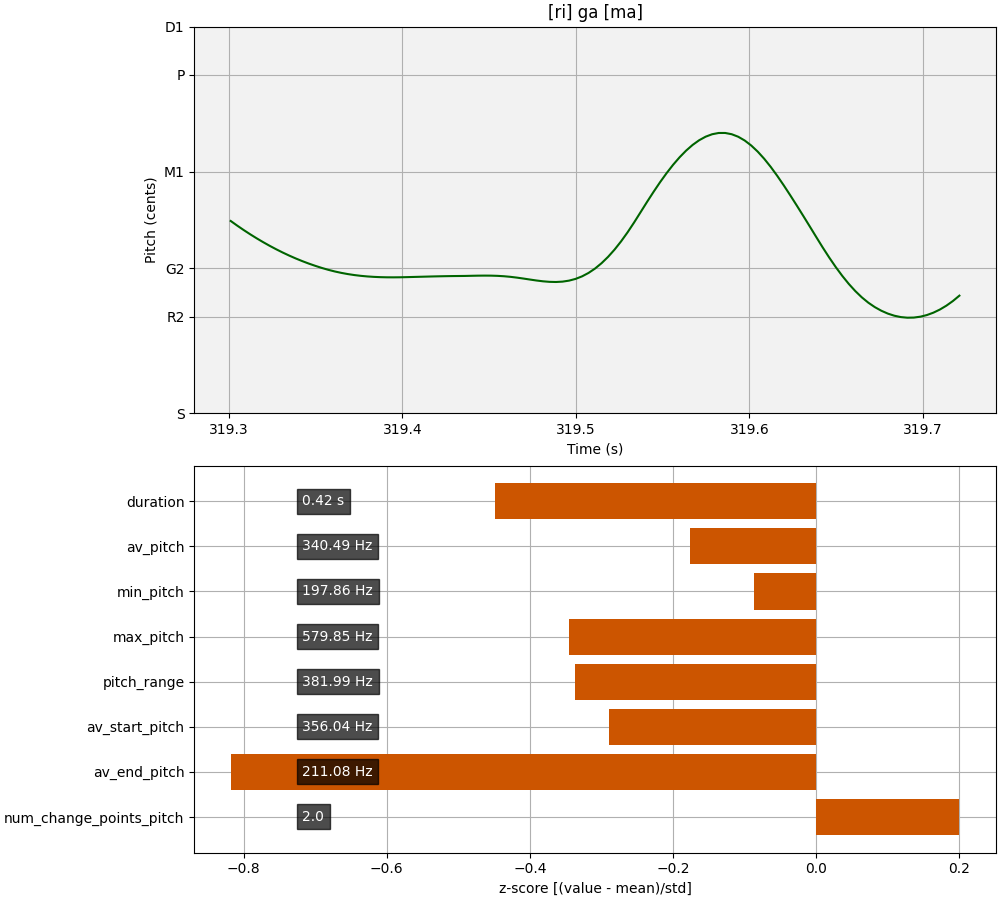 [ri] ga [ma]
D1
P
M1
G2
R2
S
Pitch (cents)
319.3 319.4 319.5 319.6 319.7
Time (s)
duration 0.42 s
av_pitch 340.49 Hz
min_pitch 197.86 Hz
max_pitch 579.85 Hz
pitch_range 381.99 Hz
av_start_pitch 356.04 Hz
av_end_pitch 211.08 Hz
num_change_points_pitch 2.0
−0.8 −0.6 −0.4 −0.2 0.0 0.2
z-score [(value - mean)/std]